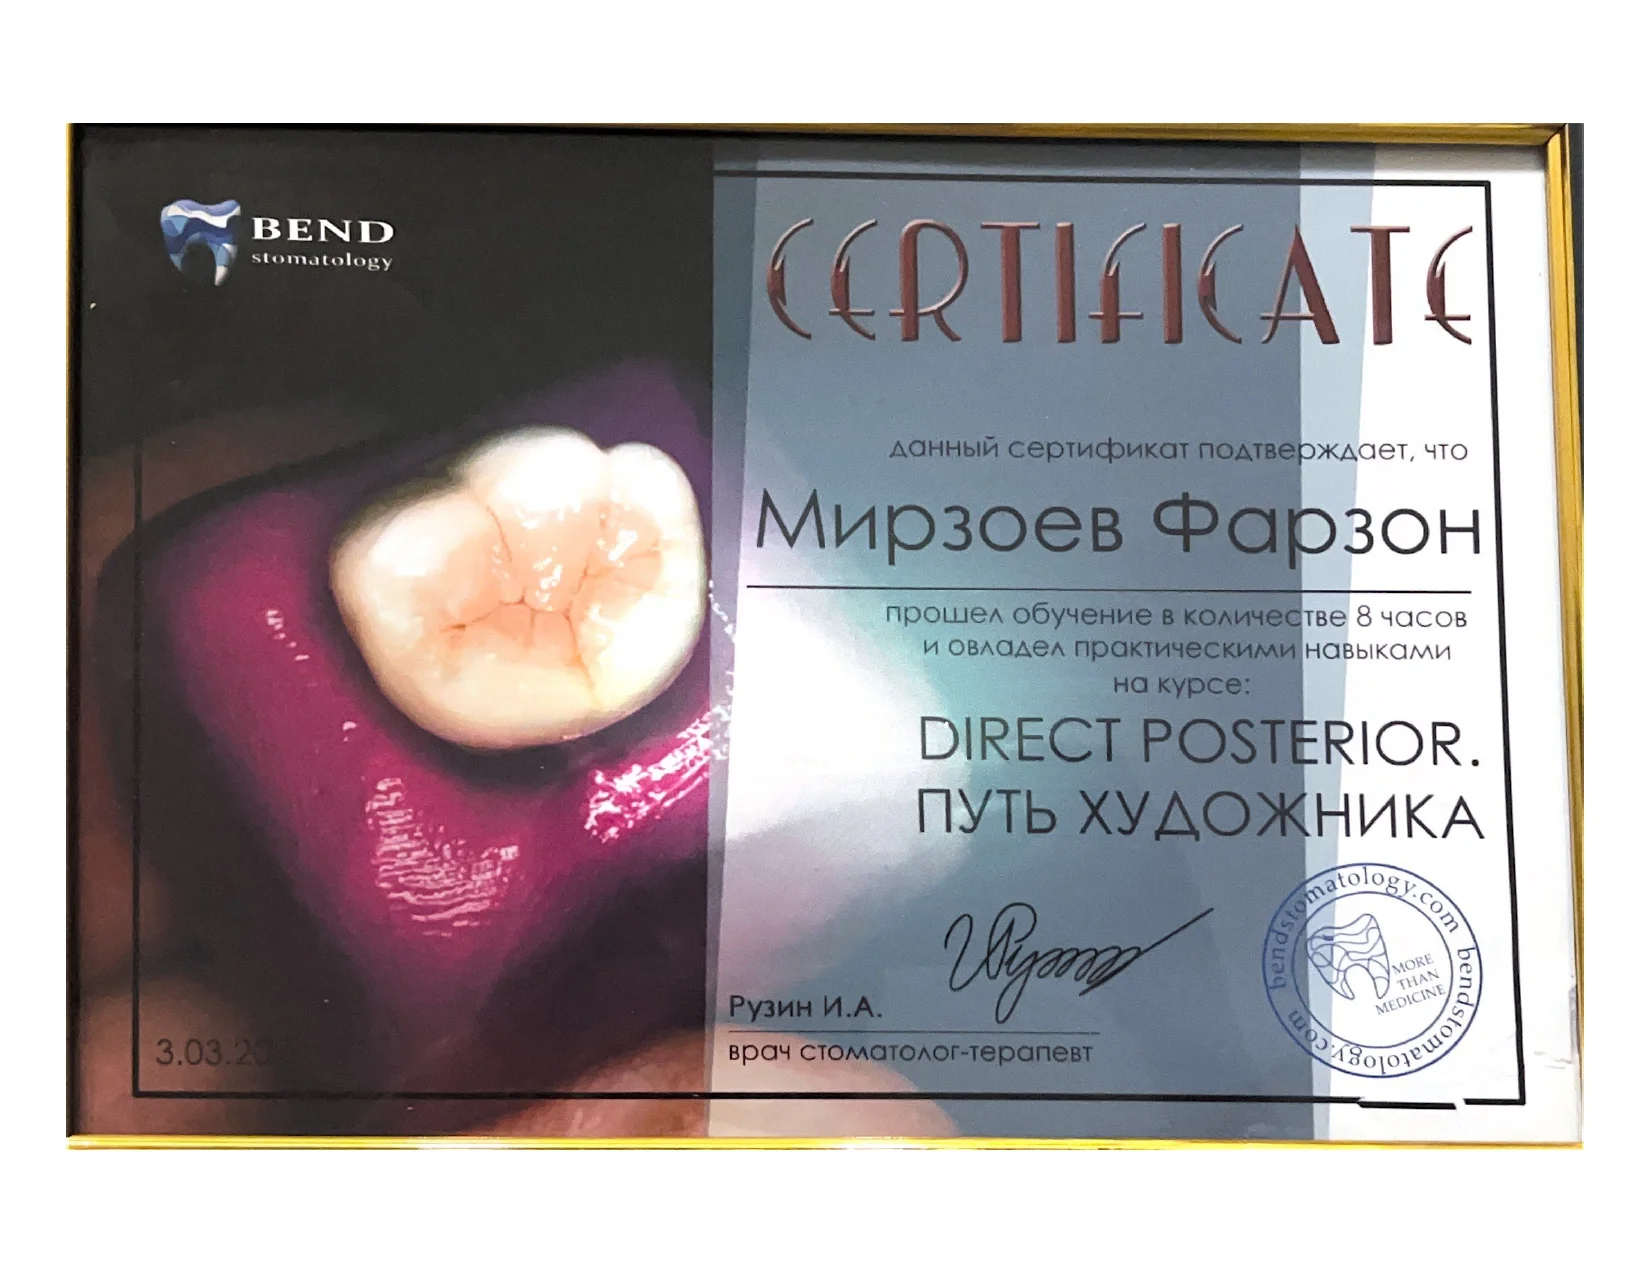 BEND
stomatology
CERTIFICATE
данный сертификат подтверждает, что
Мирзоев Фарзон
прошел обучение в количестве 8 часов
и овладел практическими навыками
на курсе:
DIRECT POSTERIOR.
ПУТЬ ХУДОЖНИКА
Рузин И.А.
врач стоматолог-терапевт
bendstomatology.com bendstomatology.com
MORE
THAN
MEDICINE